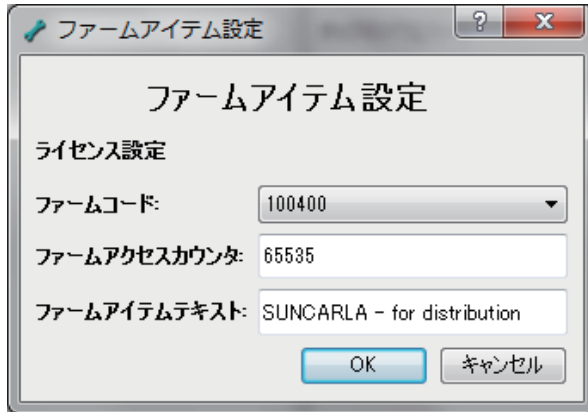 ファームアイテム設定
ファームアイテム設定
ライセンス設定
ファームコード: 100400
ファームアクセスカウンタ: 65535
ファームアイテムテキスト: SUNCARLA - for distribution
OK キャンセル